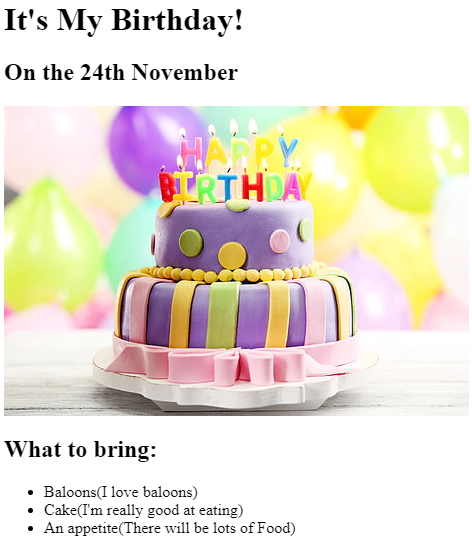 It's My Birthday!
On the 24th November
HAPPY
BIRTHDAY
What to bring:
Baloons(I love baloons)
Cake(I'm really good at eating)
An appetite(There will be lots of Food)